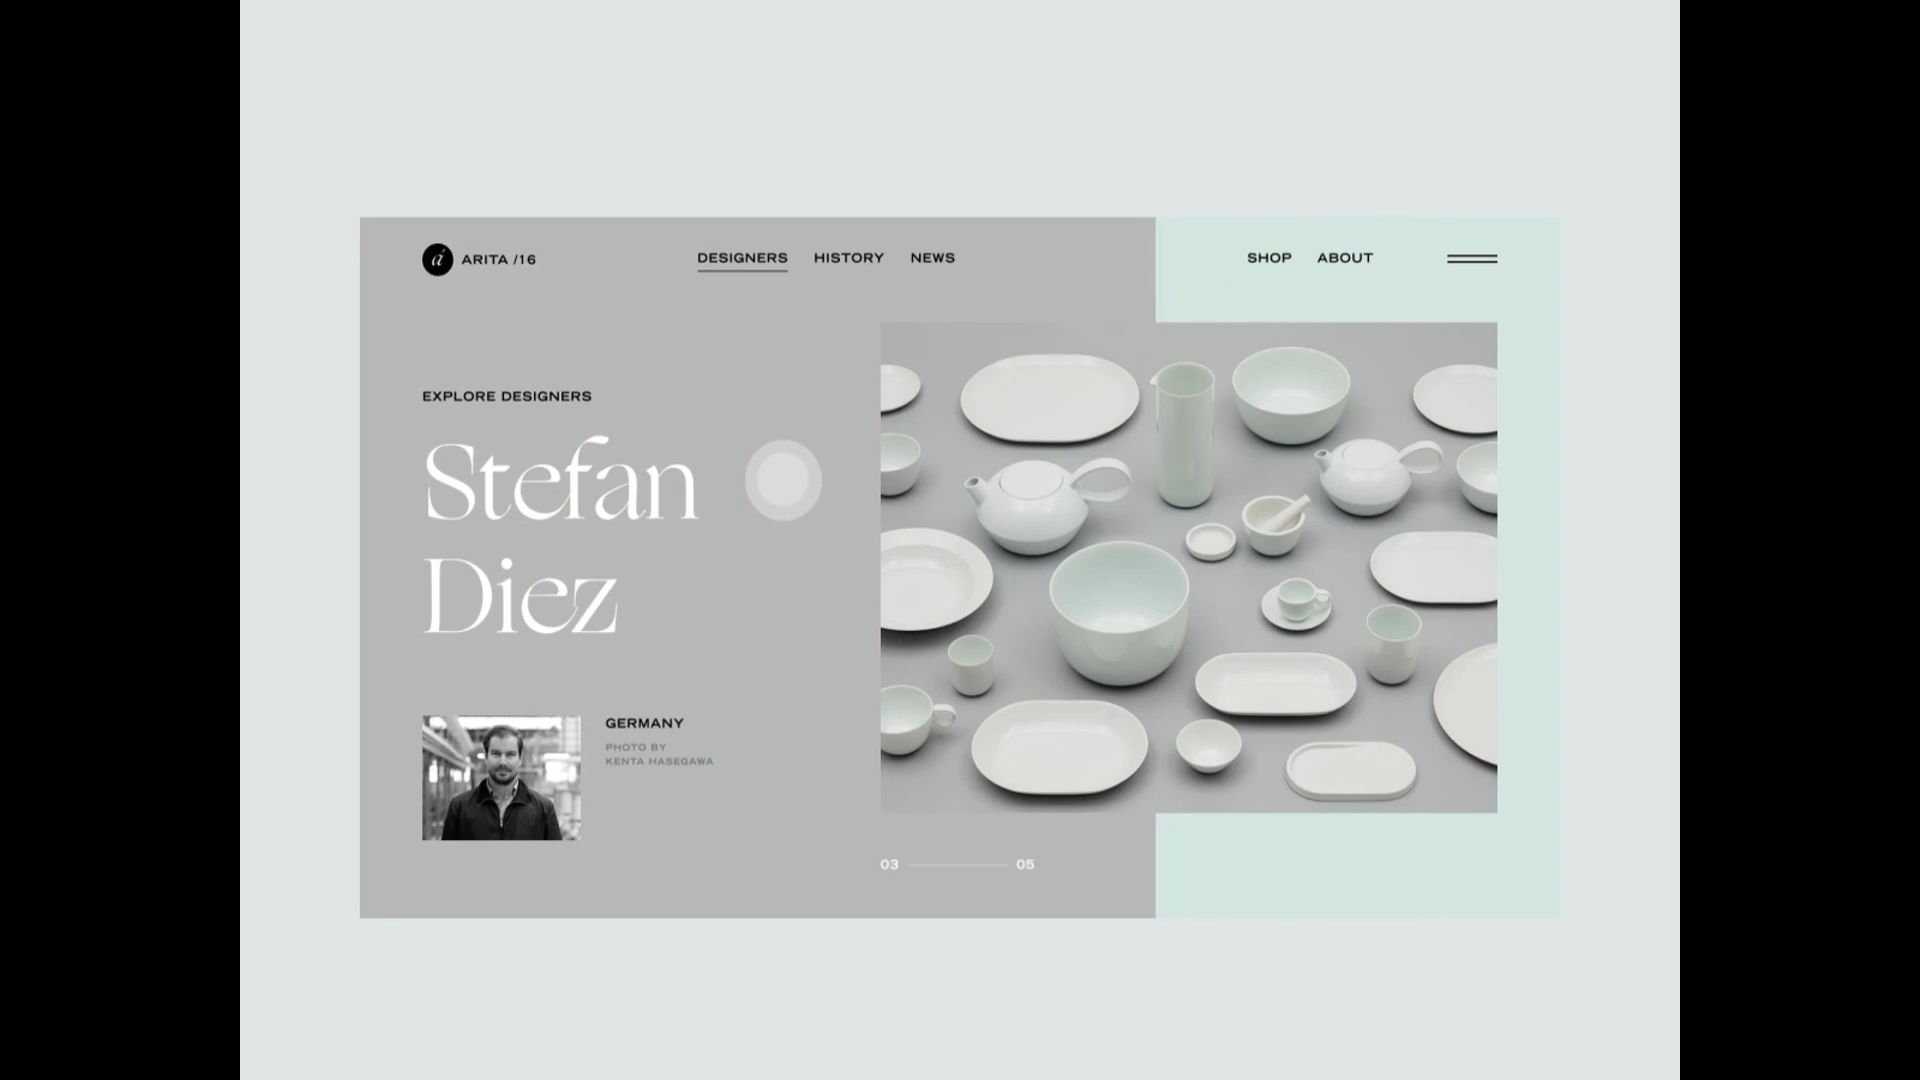 á ARITA /16
DESIGNERS HISTORY NEWS
SHOP ABOUT
EXPLORE DESIGNERS
Stefan
Diez
GERMANY
PHOTO BY
KENTA HASEGAWA
03 05